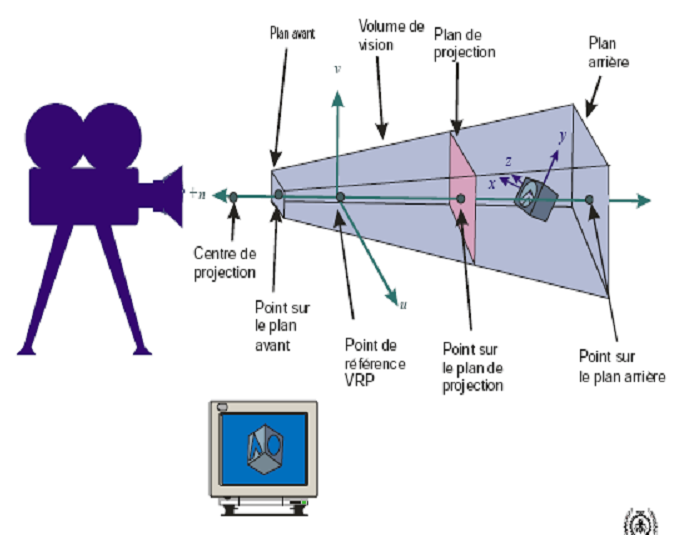 Plan avant
Volume de
vision
Plan de
projection
Plan
arrière
v
y
z
x
+n
Centre de
projection
u
Point sur
le plan
avant
Point de
référence
VRP
Point sur
le plan de
projection
Point sur
le plan arrière